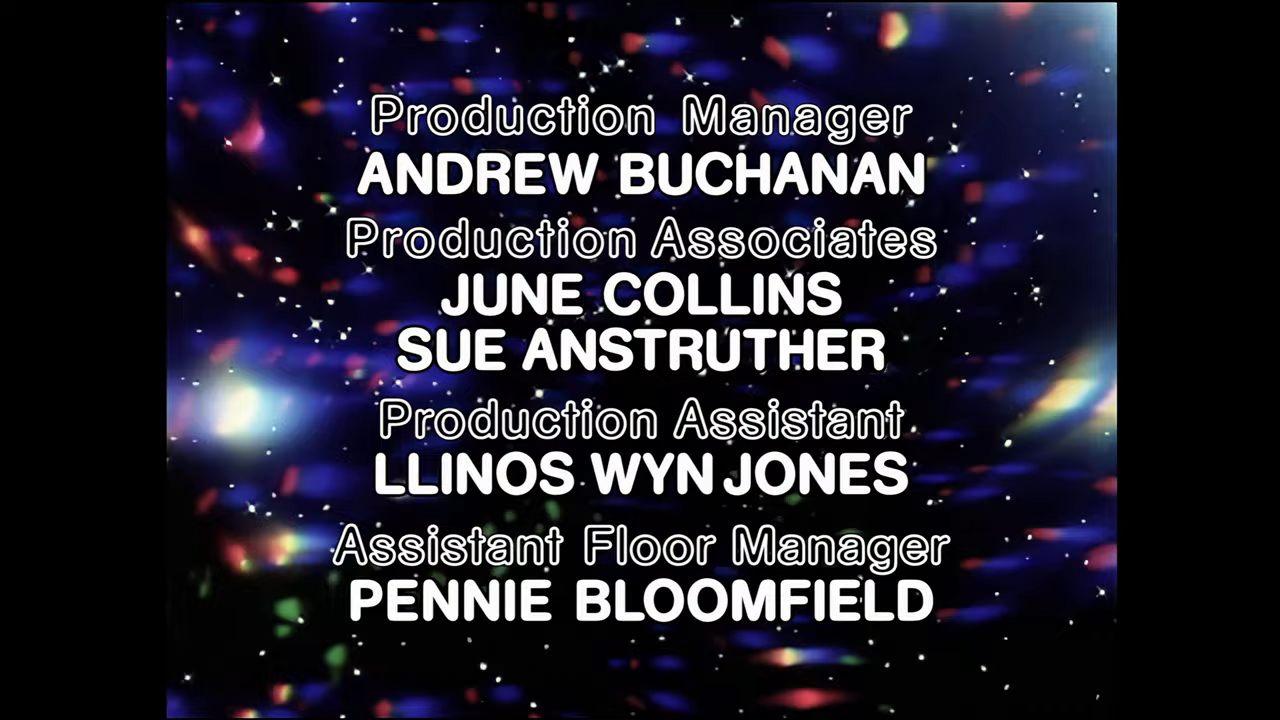 Production Manager
ANDREW BUCHANAN
Production Associates
JUNE COLLINS
SUE ANSTRUTHER
Production Assistant
LLINOS WYN JONES
Assistant Floor Manager
PENNIE BLOOMFIELD